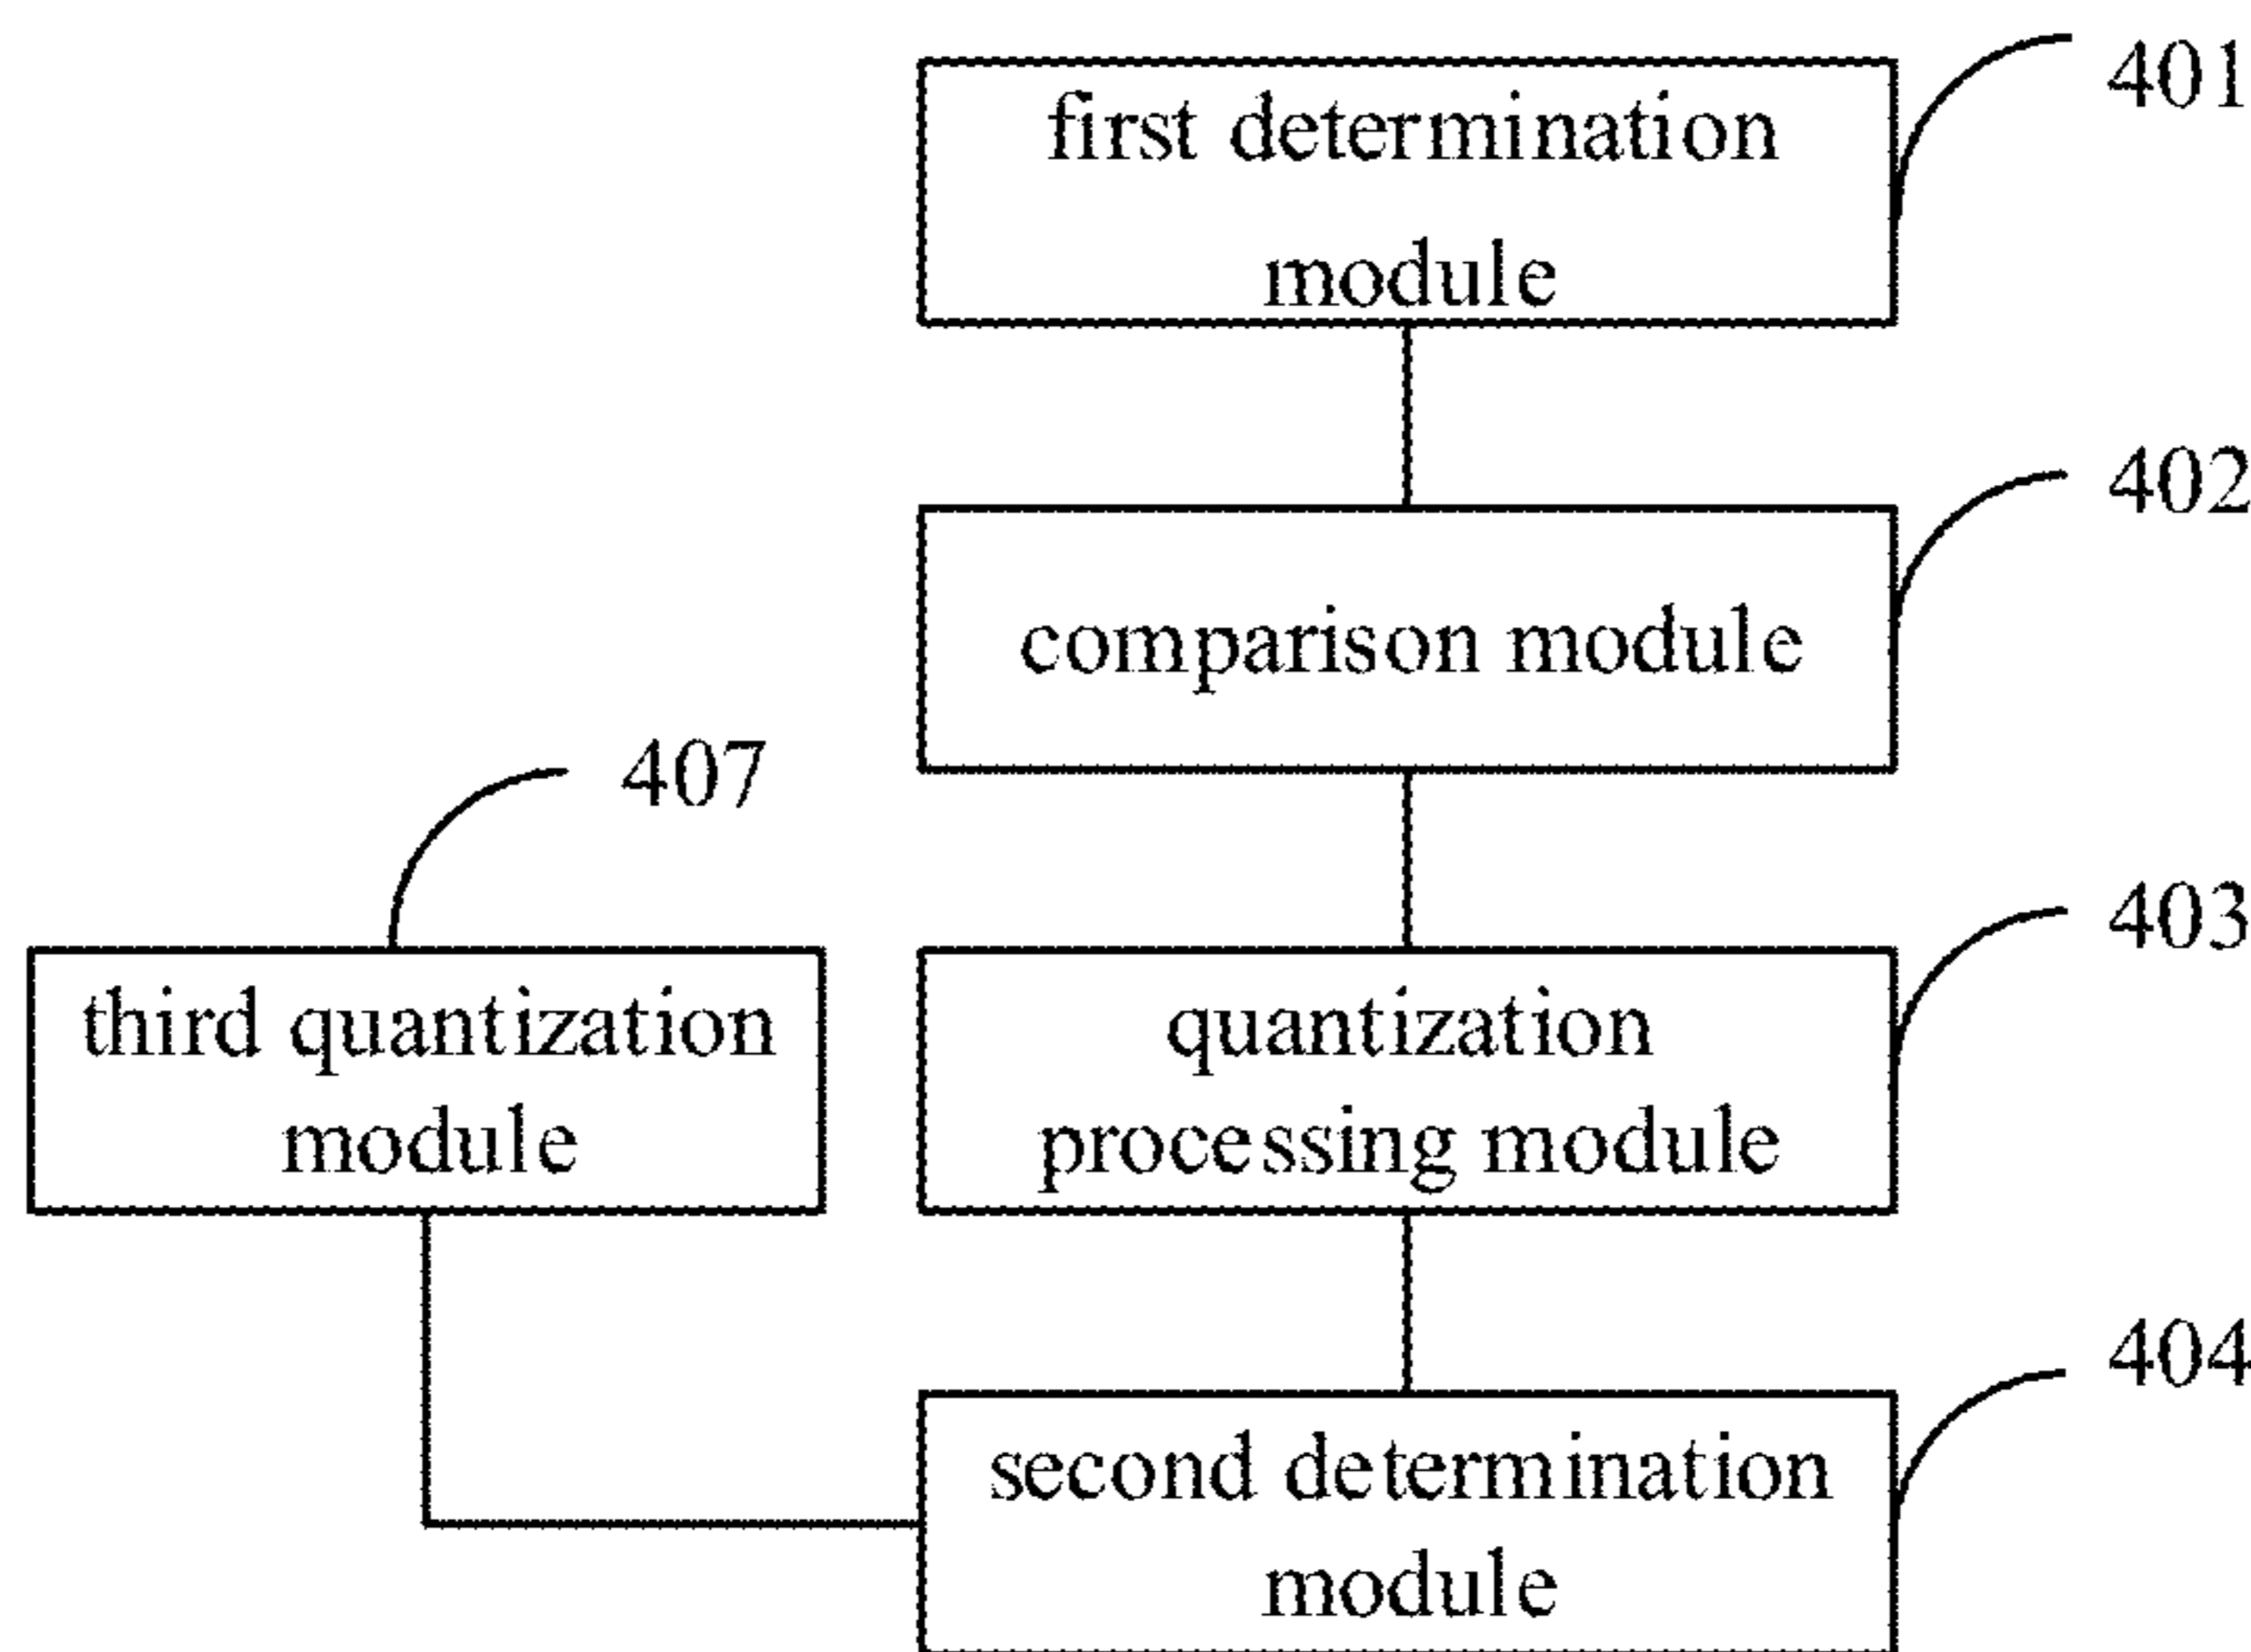 401
first determination
module
402
comparison module
407
third quantization
module
403
quantization
processing module
404
second determination
module